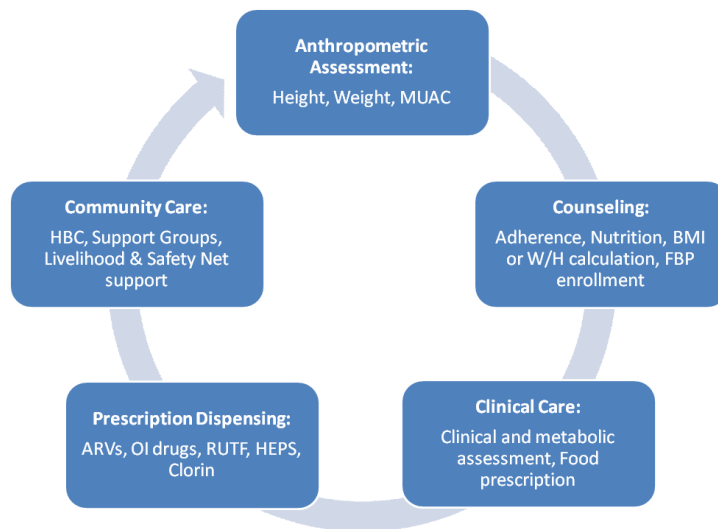 Anthropometric
Assessment:
Height, Weight, MUAC
Counseling:
Adherence, Nutrition, BMI
or W/H calculation, FBP
enrollment
Clinical Care:
Clinical and metabolic
assessment, Food
prescription
Prescription Dispensing:
ARVs, OI drugs, RUTF, HEPS,
Clorin
Community Care:
HBC, Support Groups,
Livelihood & Safety Net
support